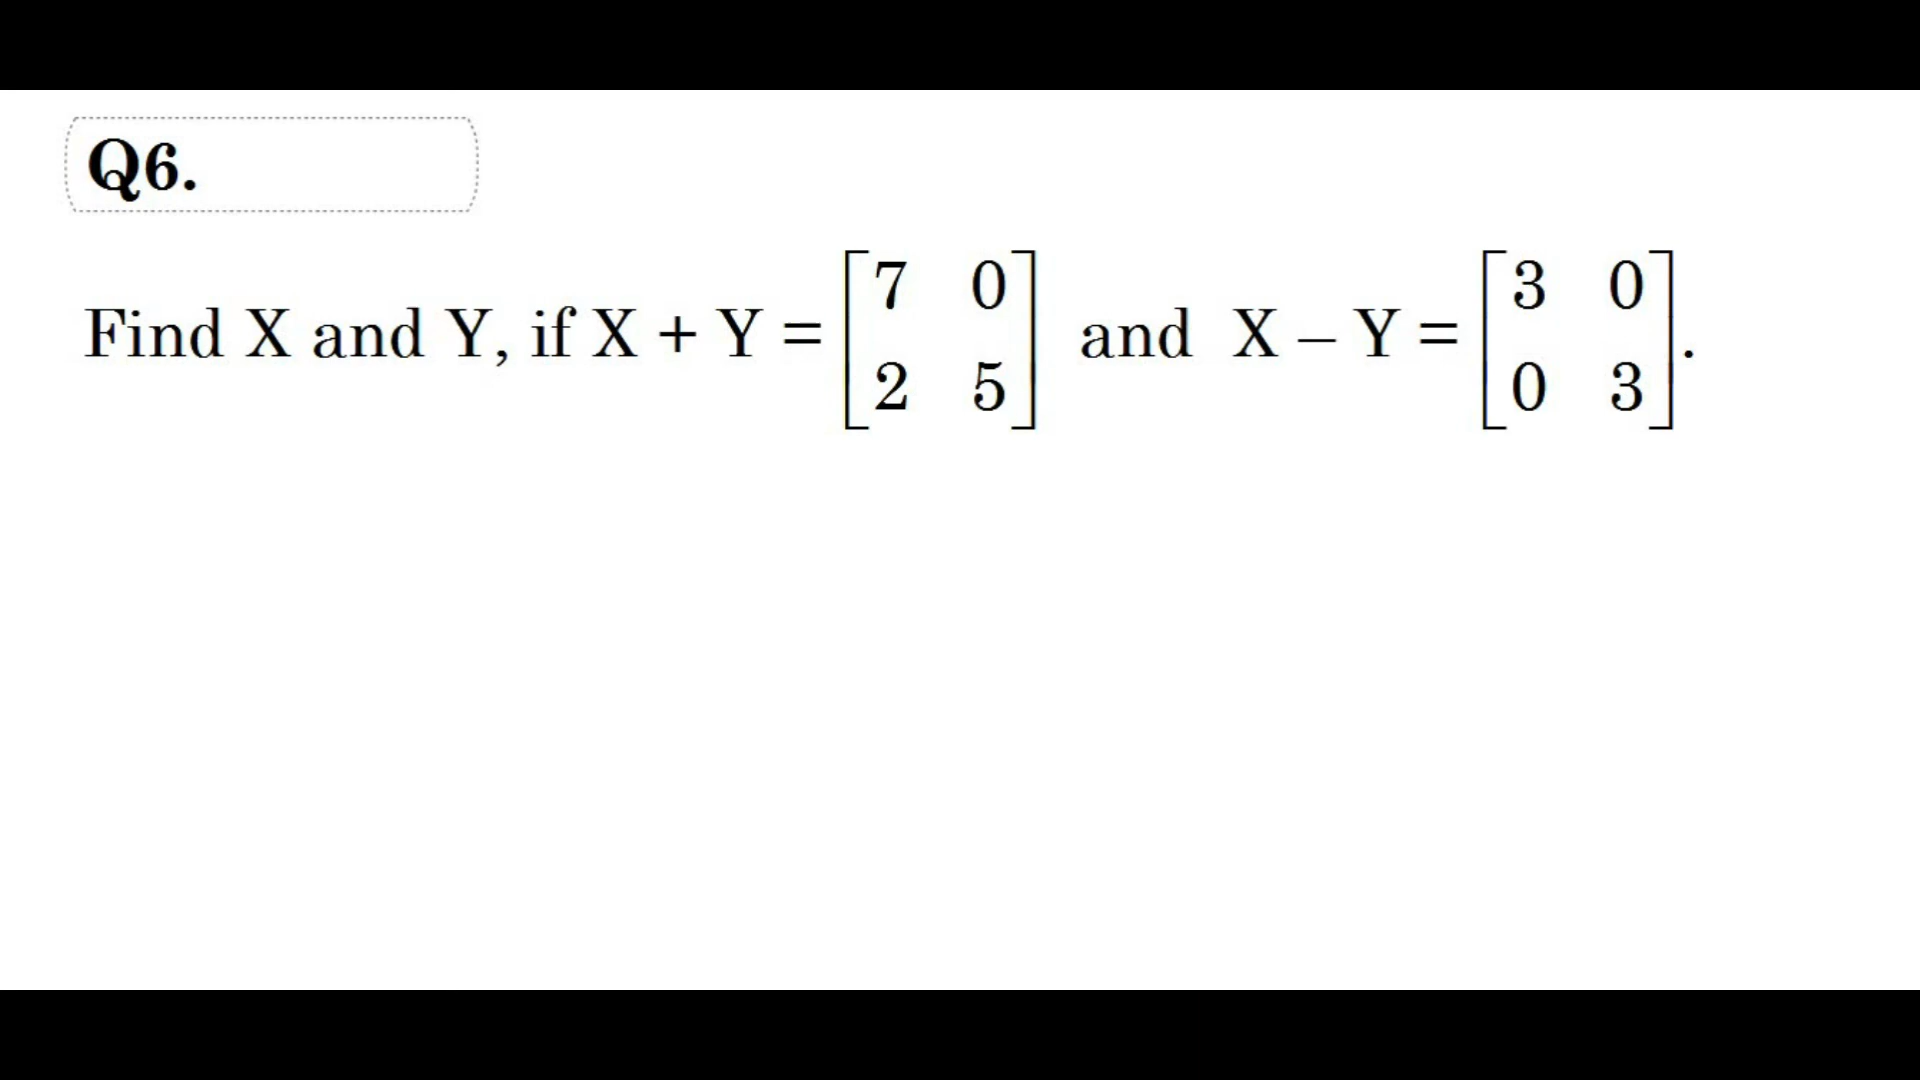 Q6.
Find X and Y, if X + Y = [7 0; 2 5] and X – Y = [3 0; 0 3].